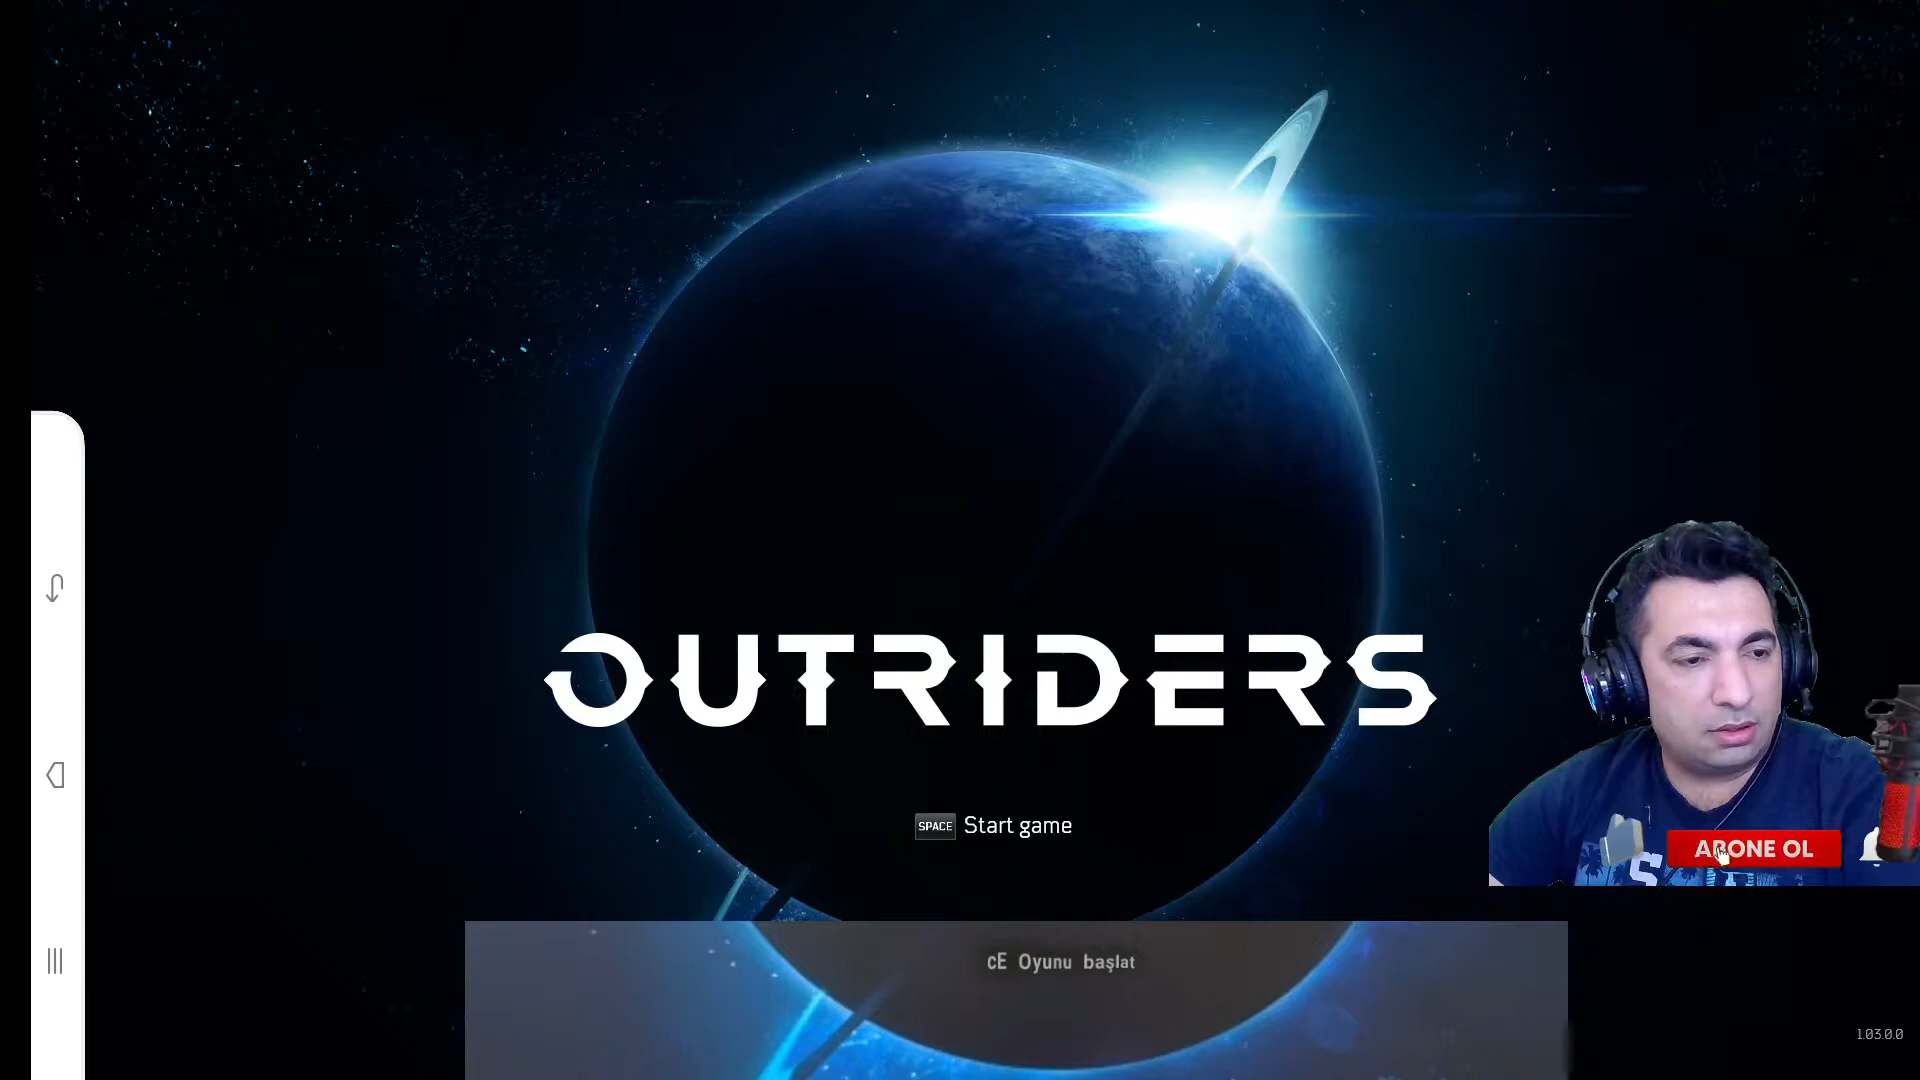 OUTRIDERS
SPACE Start game
ABONE OL
cE Oyunu başlat
1.03.0.0